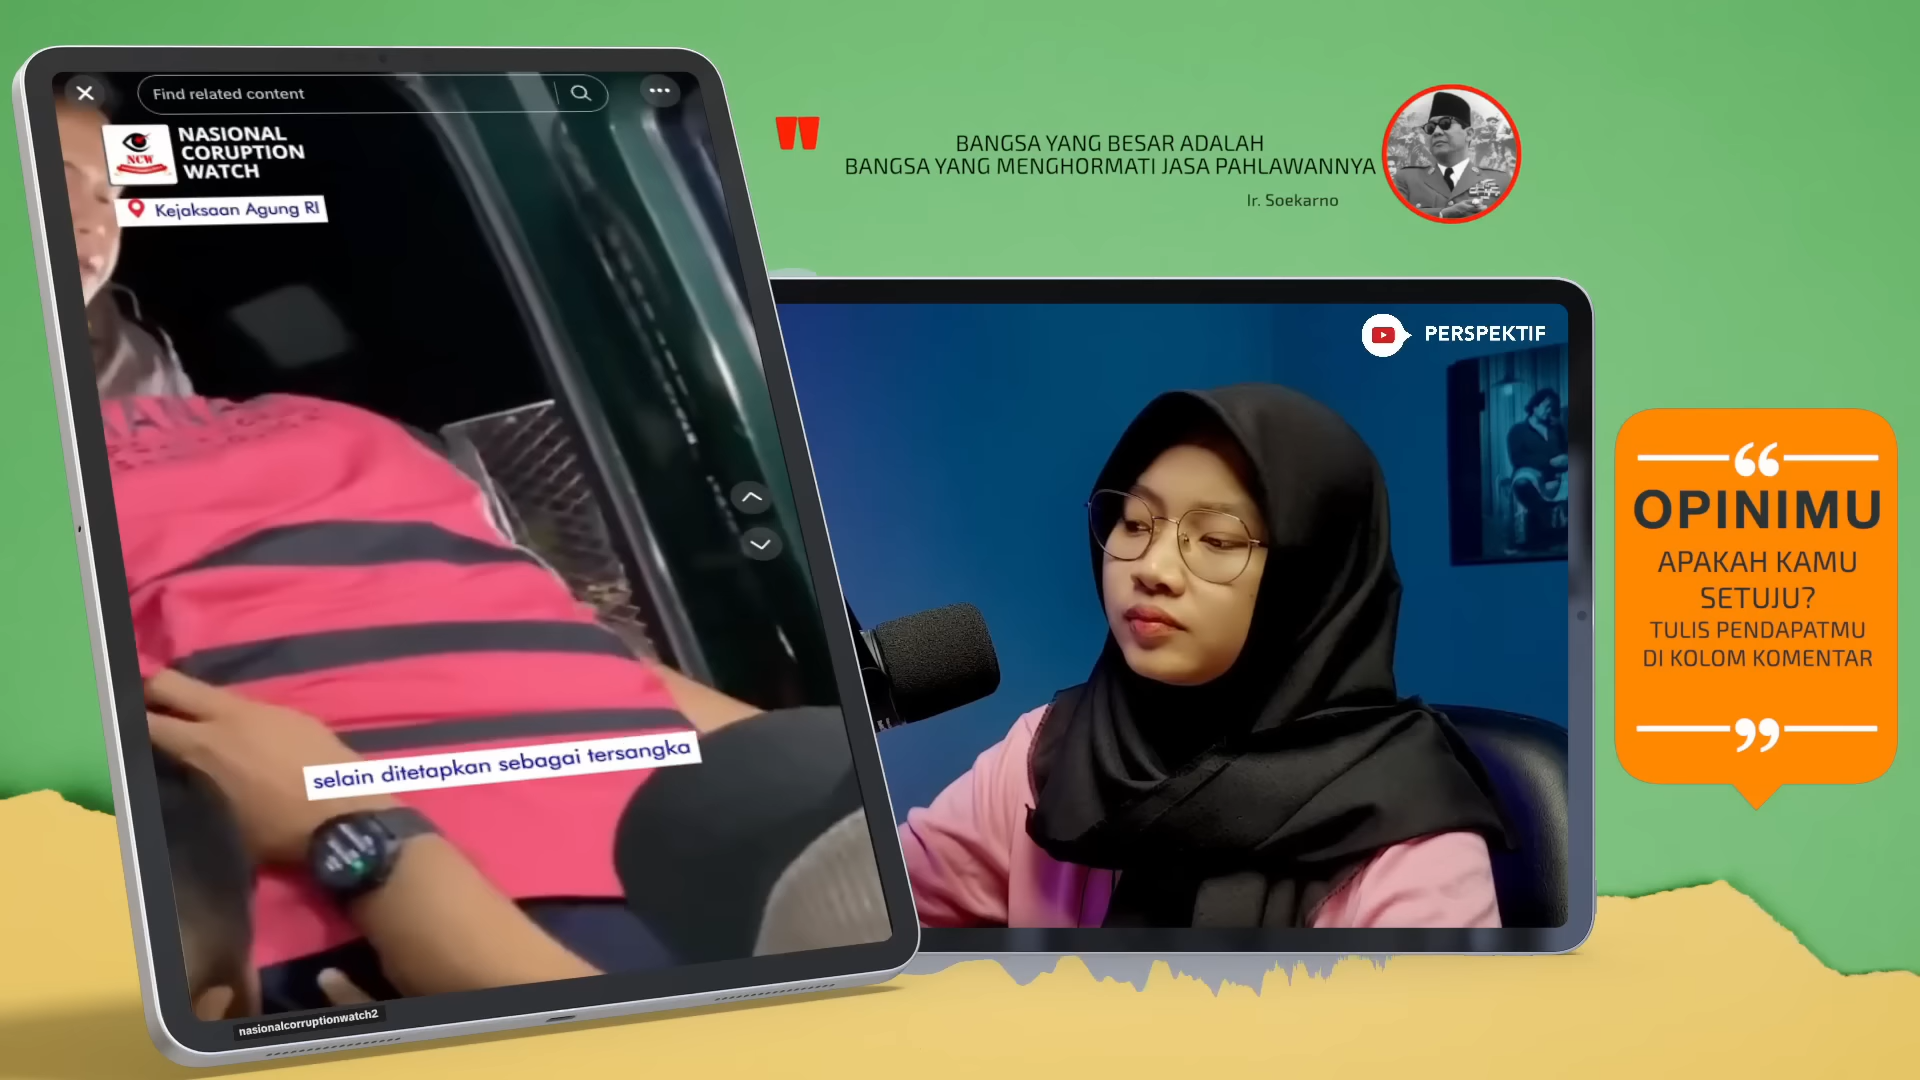 Find related content
NASIONAL
CORUPTION
WATCH
NCW
Kejaksaan Agung RI
selain ditetapkan sebagai tersangka
nasionalcorruptionwatch2
BANGSA YANG BESAR ADALAH
BANGSA YANG MENGHORMATI JASA PAHLAWANNYA
Ir. Soekarno
PERSPEKTIF
OPINIMU
APAKAH KAMU
SETUJU?
TULIS PENDAPATMU
DI KOLOM KOMENTAR